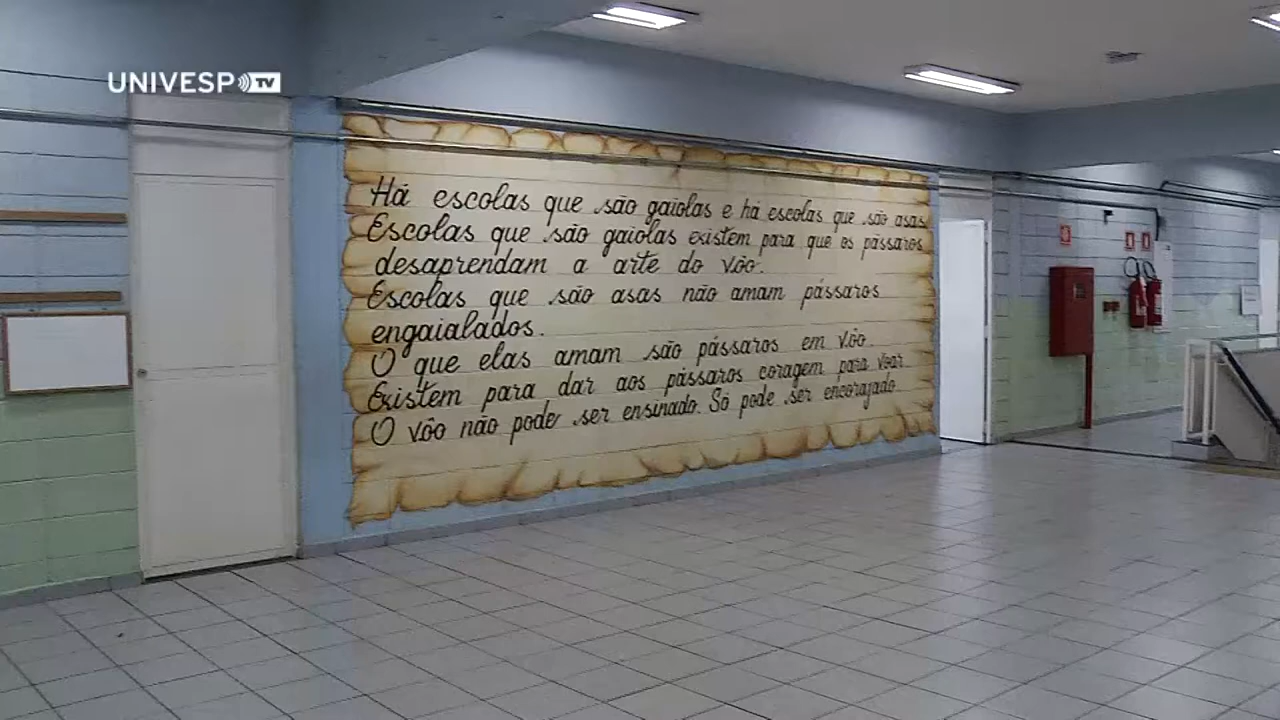 UNIVESP TV
Há escolas que são gaiolas e há escolas que são asas.
Escolas que são gaiolas existem para que os pássaros
desaprendam a arte do vôo.
Escolas que são asas não amam pássaros
engaialados.
O que elas amam são pássaros em vôo.
Existem para dar aos pássaros coragem para voar.
O vôo não pode ser ensinado. Só pode ser encorajado.